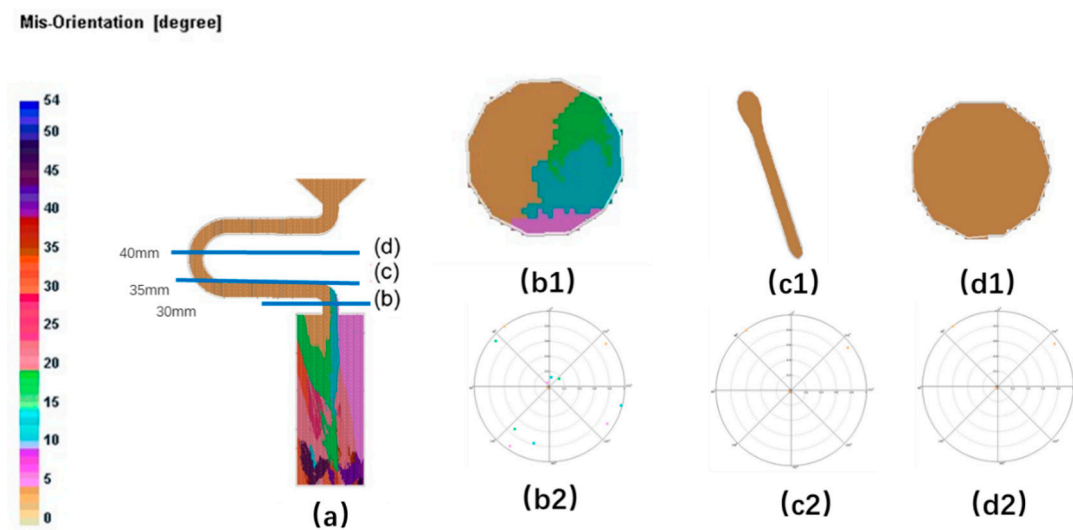 Mis-Orientation [degree]
54
50
45
40
35
30
25
20
15
10
5
0
40mm
35mm
30mm
(d)
(c)
(b)
(a)
(b1)
(c1)
(d1)
(b2)
(c2)
(d2)